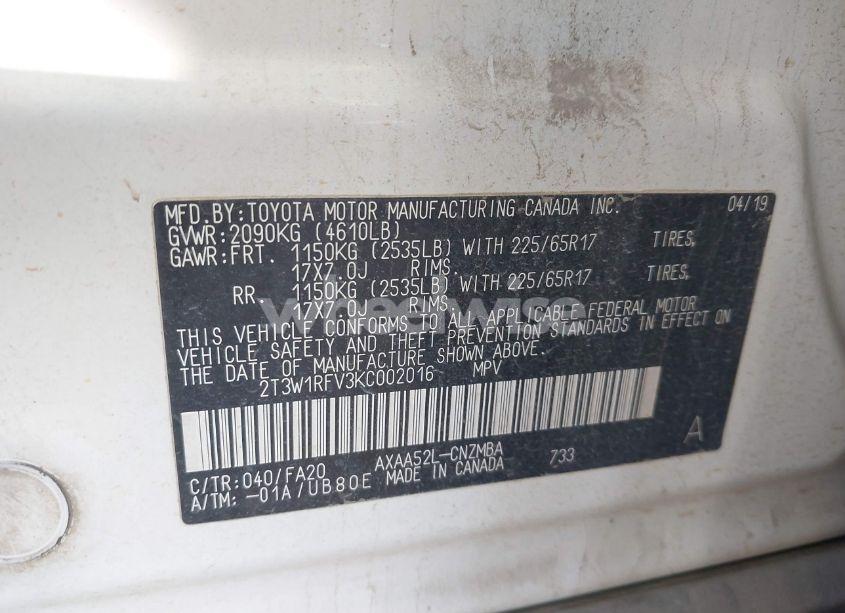 MFD.BY:TOYOTA MOTOR MANUFACTURING CANADA INC. 04/19
GVWR:2090KG (4610LB)
GAWR:FRT. 1150KG (2535LB) WITH 225/65R17 TIRES,
17X7.0J RIMS.
RR. 1150KG (2535LB) WITH 225/65R17 TIRES,
17X7.0J RIMS.
wheelwise
THIS VEHICLE CONFORMS TO ALL APPLICABLE FEDERAL MOTOR
VEHICLE SAFETY AND THEFT PREVENTION STANDARDS IN EFFECT ON
THE DATE OF MANUFACTURE SHOWN ABOVE.
2T3W1RFV3KC002016 MPV
A
C/TR:040/FA20 AXAA52L-CNZMBA 733
A/TM:-01A/UB80E MADE IN CANADA